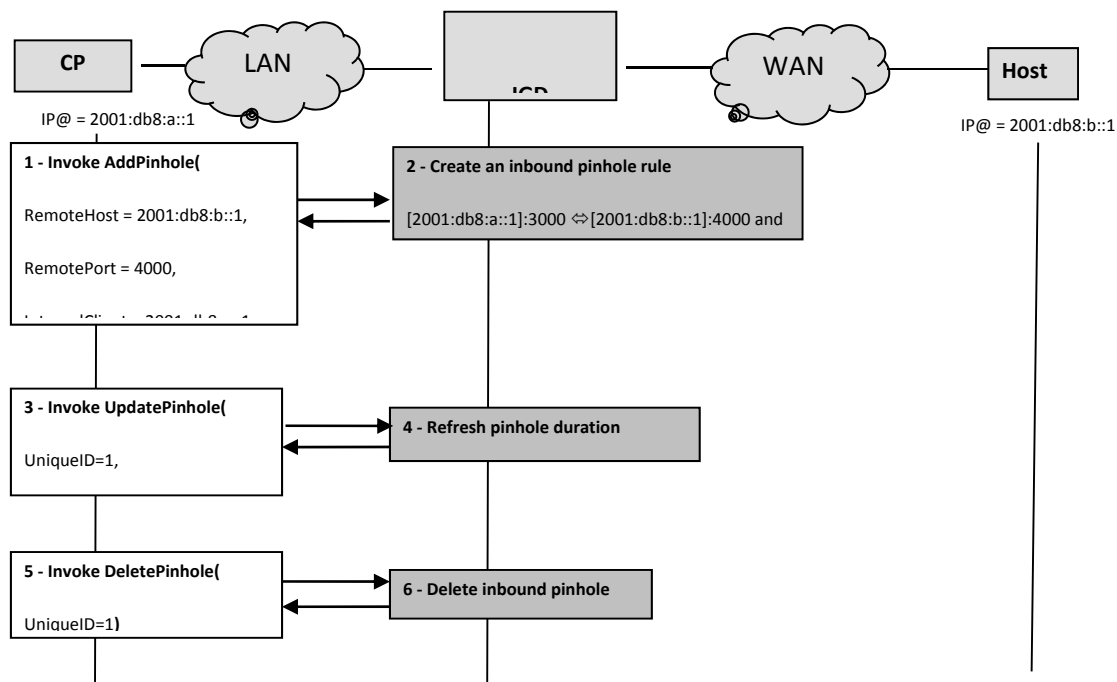 CP
LAN
WAN
Host
IP@ = 2001:db8:a::1
IP@ = 2001:db8:b::1
1 - Invoke AddPinhole(
RemoteHost = 2001:db8:b::1,
RemotePort = 4000,
2 - Create an inbound pinhole rule
[2001:db8:a::1]:3000 ⇔ [2001:db8:b::1]:4000 and
3 - Invoke UpdatePinhole(
UniqueID=1,
4 - Refresh pinhole duration
5 - Invoke DeletePinhole(
UniqueID=1)
6 - Delete inbound pinhole